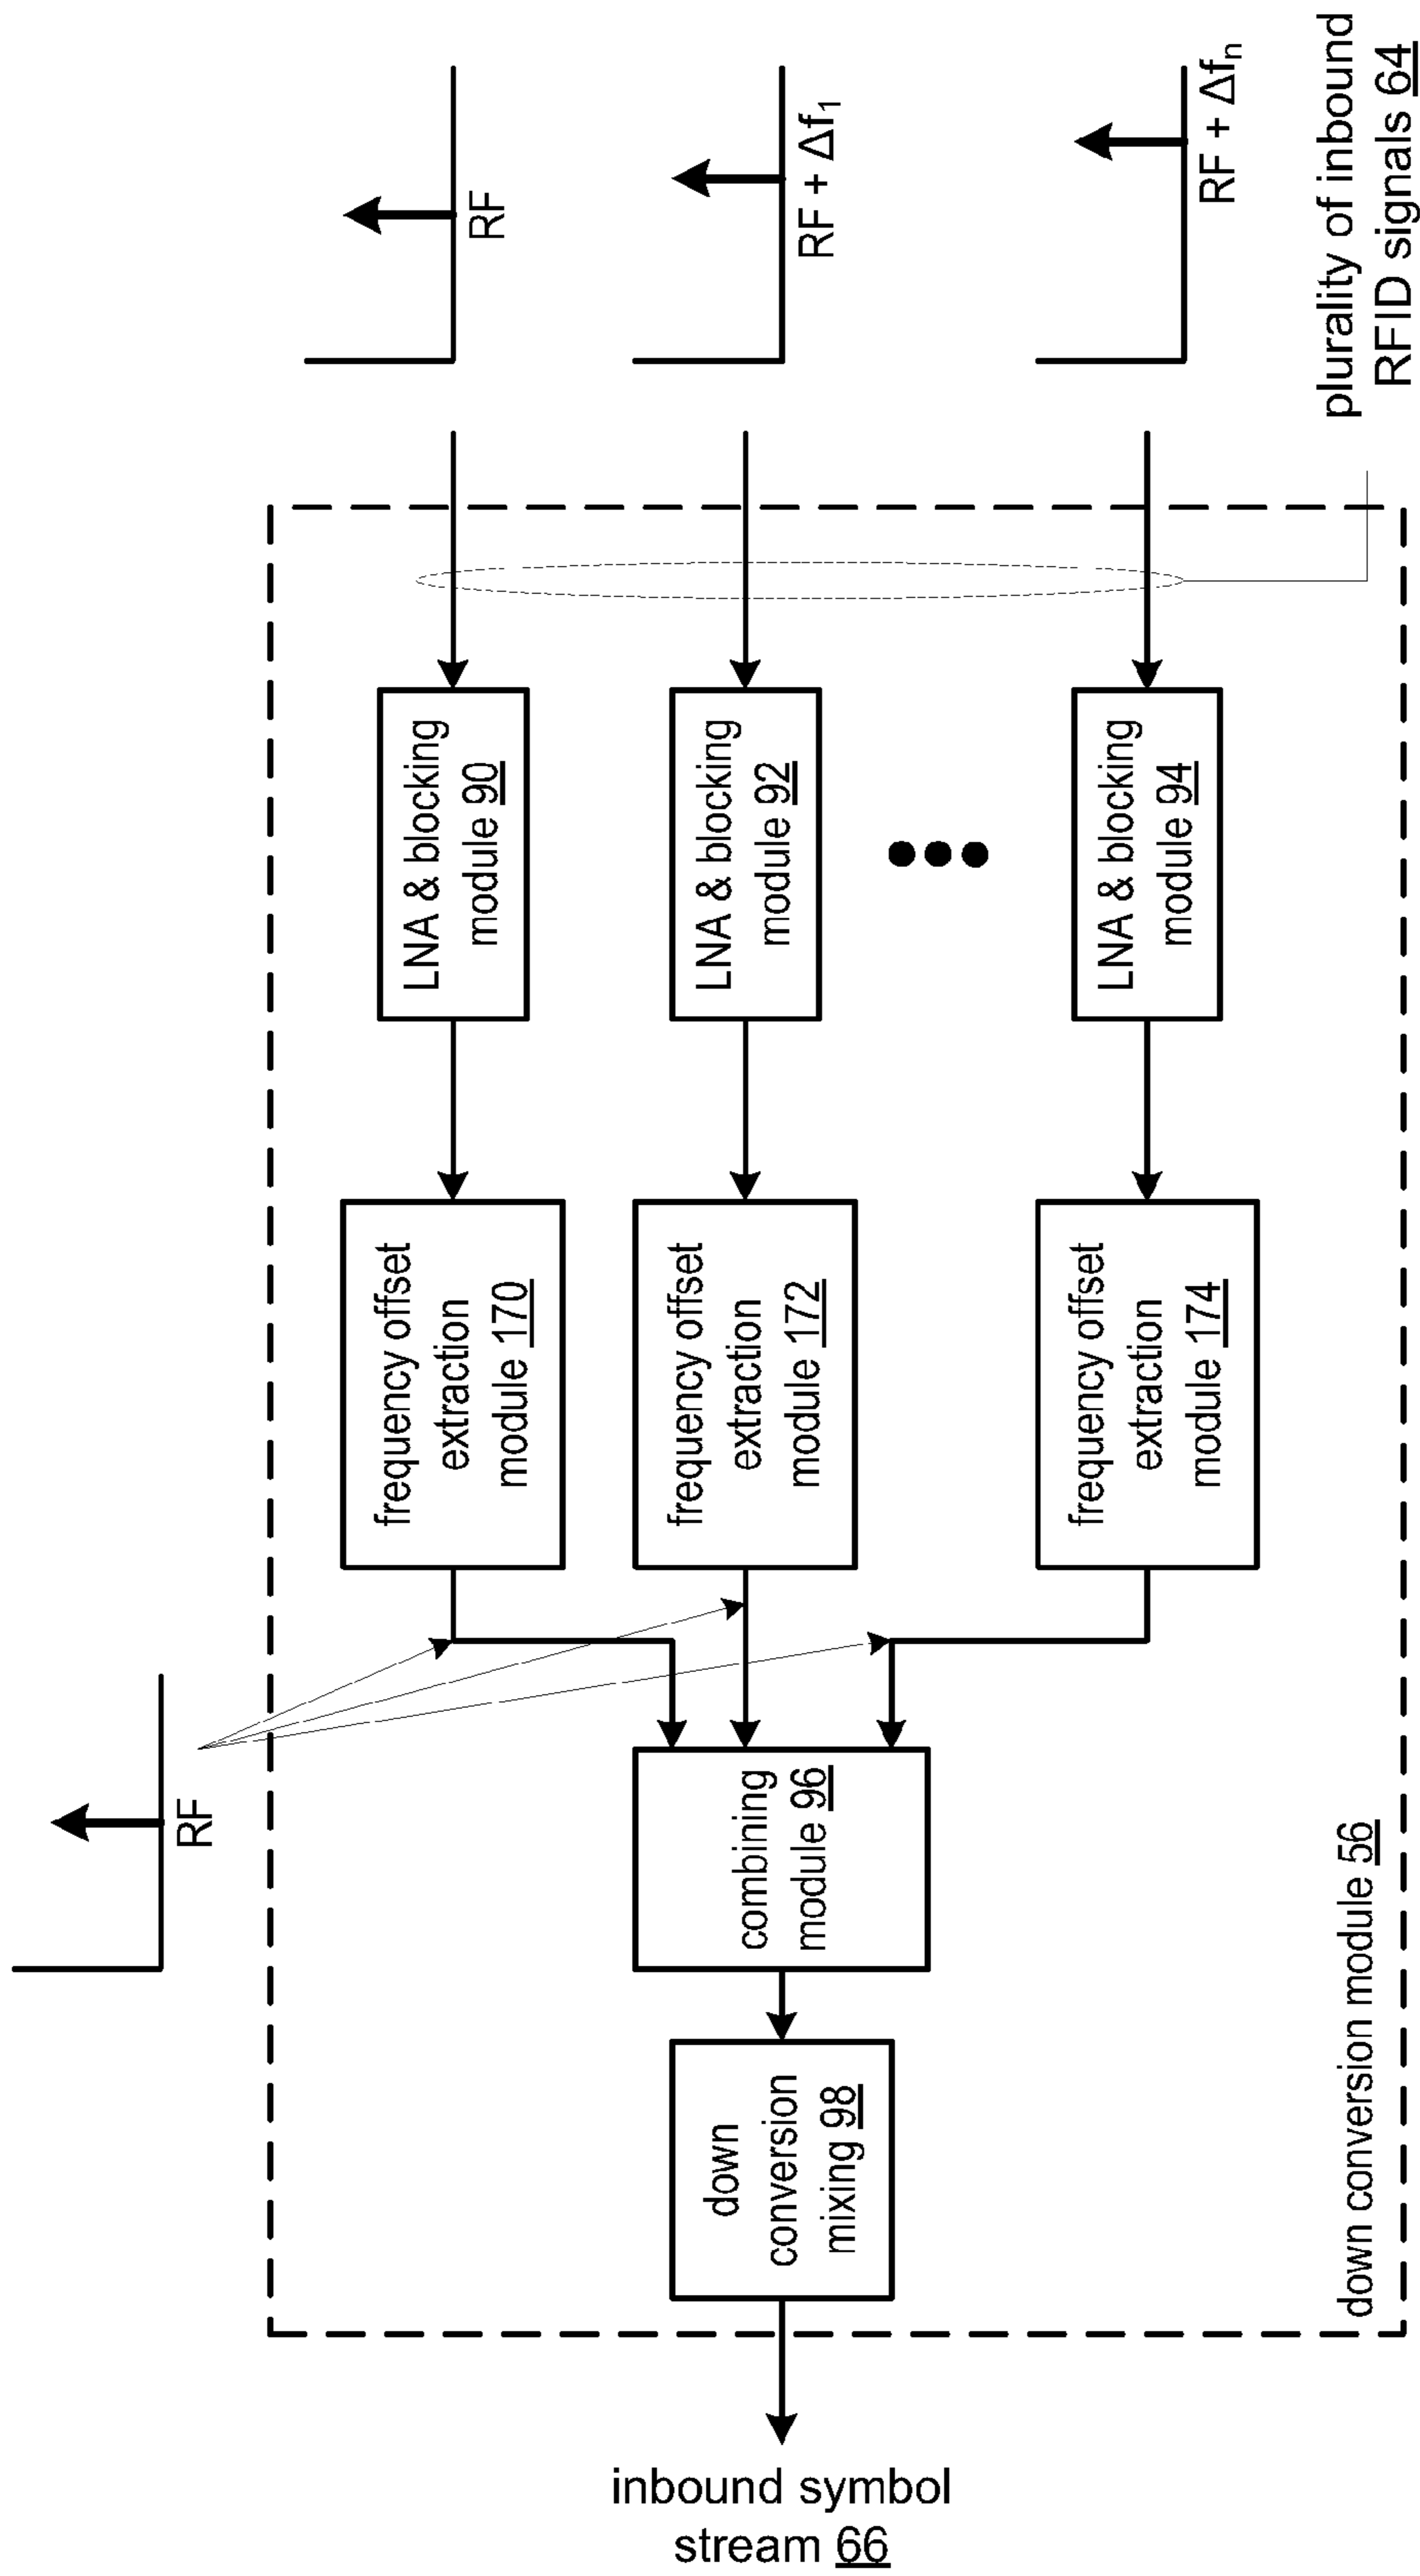 RF
RF + Δf1
RF + Δfn
plurality of inbound
RFID signals 64
LNA & blocking
module 90
LNA & blocking
module 92
LNA & blocking
module 94
frequency offset
extraction
module 170
frequency offset
extraction
module 172
frequency offset
extraction
module 174
RF
combining
module 96
down
conversion
mixing 98
down conversion module 56
inbound symbol
stream 66